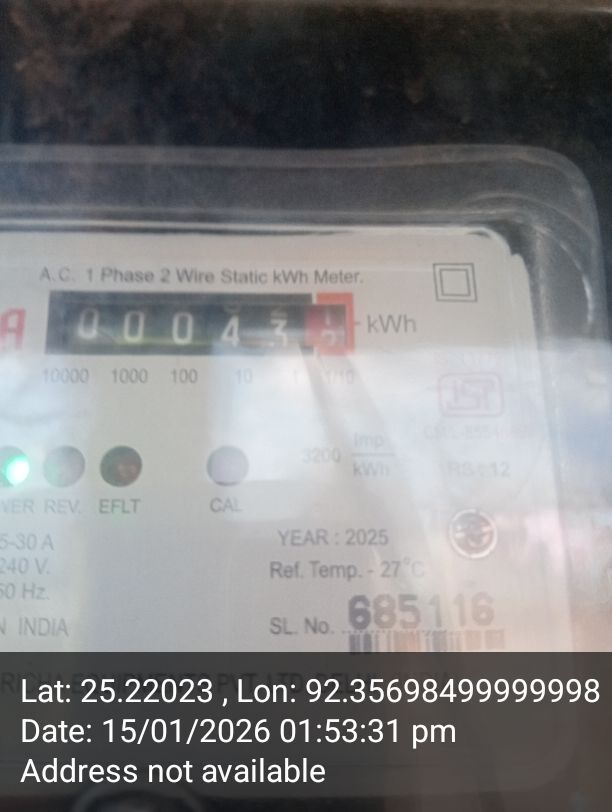 A.C. 1 Phase 2 Wire Static kWh Meter.
0 0 0 4 3 kWh
10000 1000 100 10 1 1/10
3200 Imp
kWh
RS: 12
REV. EFLT CAL
5-30 A
240 V.
50 Hz.
YEAR : 2025
Ref. Temp. - 27°C
INDIA
SL. No. 685116
Lat: 25.22023 , Lon: 92.35698499999998
Date: 15/01/2026 01:53:31 pm
Address not available